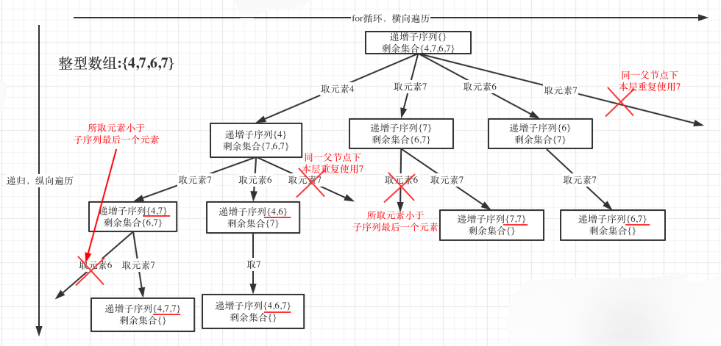 for循环，横向遍历
递增子序列{}
剩余集合{4,7,6,7}
整型数组:{4,7,6,7}
同一父节点下
本层重复使用7
取元素4
取元素7
取元素6
取元素7
所取元素小于
子序列最后一个元素
递增子序列{4}
剩余集合{7,6,7}
递增子序列{7}
剩余集合{6,7}
递增子序列{6}
剩余集合{7}
同一父节点下
本层重复使用7
递归，纵向遍历
取元素7
取元素6
取元素7
取元素6
取元素7
取元素7
递增子序列{4,7}
剩余集合{6,7}
递增子序列{4,6}
剩余集合{7}
所取元素小于
子序列最后一个元素
递增子序列{7,7}
剩余集合{}
递增子序列{6,7}
剩余集合{}
取元素6
取元素7
取7
递增子序列{4,7,7}
剩余集合{}
递增子序列{4,6,7}
剩余集合{}